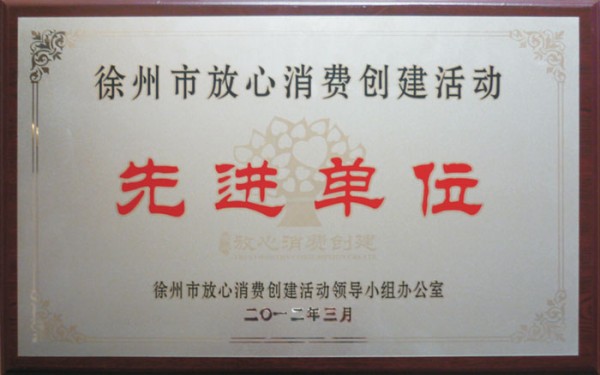 徐州市放心消费创建活动
先进单位
放心消费创建
徐州市放心消费创建活动领导小组办公室
二〇一二年三月